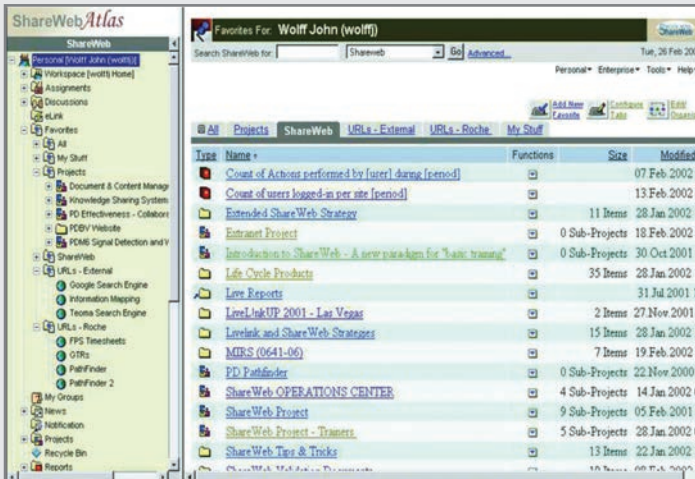 ShareWeb Atlas
ShareWeb
Personal [Wolff John (wolffj)]
Workspace [wolffj Home]
Assignments
Discussions
eLink
Favorites
All
My Stuff
Projects
Document & Content Manag
Knowledge Sharing System
PD Effectiveness - Collabora
PDBV Website
PDM6 Signal Detection and V
ShareWeb
URLs - External
Google Search Engine
Information Mapping
Teoma Search Engine
URLs - Roche
FPS Timesheets
GTRs
PathFinder
PathFinder 2
My Groups
News
Notification
Projects
Recycle Bin
Reports
Favorites For: Wolff John (wolffj)
ShareWeb
Search ShareWeb for: Shareweb Go Advanced... Tue, 26 Feb 200
Personal Enterprise Tools Help
Add New Favorite
Configure Tabs
Edit/
All Projects ShareWeb URLs - External URLs - Roche My Stuff
Type Name Functions Size Modified
Count of Actions performed by [user] during [period] 07.Feb.2002
Count of users logged-in per site [period] 13.Feb.2002
Extended ShareWeb Strategy 11 Items 28.Jan.2002
Extranet Project 0 Sub-Projects 18.Feb.2002
Introduction to ShareWeb - A new paradigm for "basic training" 0 Sub-Projects 30.Oct.2001
Life Cycle Products 35 Items 28.Jan.2002
Live Reports 31.Jul.2001
LiveL!nkUP 2001 - Las Vegas 2 Items 27.Nov.2001
Livelink and ShareWeb Strategies 15 Items 28.Jan.2002
MIRS (0641-06) 7 Items 19.Feb.2002
PD Pathfinder 0 Sub-Projects 22.Nov.2000
ShareWeb OPERATIONS CENTER 4 Sub-Projects 14.Jan.2002
ShareWeb Project 9 Sub-Projects 05.Feb.2001
ShareWeb Project - Trainers 5 Sub-Projects 28.Jan.2002
ShareWeb Tips & Tricks 13 Items 22.Jan.2002
ShareWeb Validation Documents